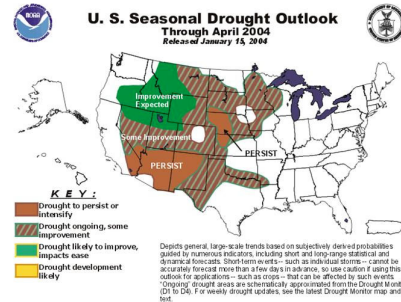 U. S. Seasonal Drought Outlook
Through April 2004
Released January 15, 2004
NOAA
Improvement
Expected
Some Improvement
PERSIST
PERSIST
KEY:
Drought to persist or
intensify
Drought ongoing, some
improvement
Drought likely to improve,
impacts ease
Drought development
likely
Depicts general, large-scale trends based on subjectively derived probabilities
guided by numerous indicators, including short and long-range statistical and
dynamical forecasts. Short-term events -- such as individual storms -- cannot be
accurately forecast more than a few days in advance, so use caution if using this
outlook for applications -- such as crops -- that can be affected by such events.
"Ongoing" drought areas are schematically approximated from the Drought Monitor
(D1 to D4). For weekly drought updates, see the latest Drought Monitor map and
text.